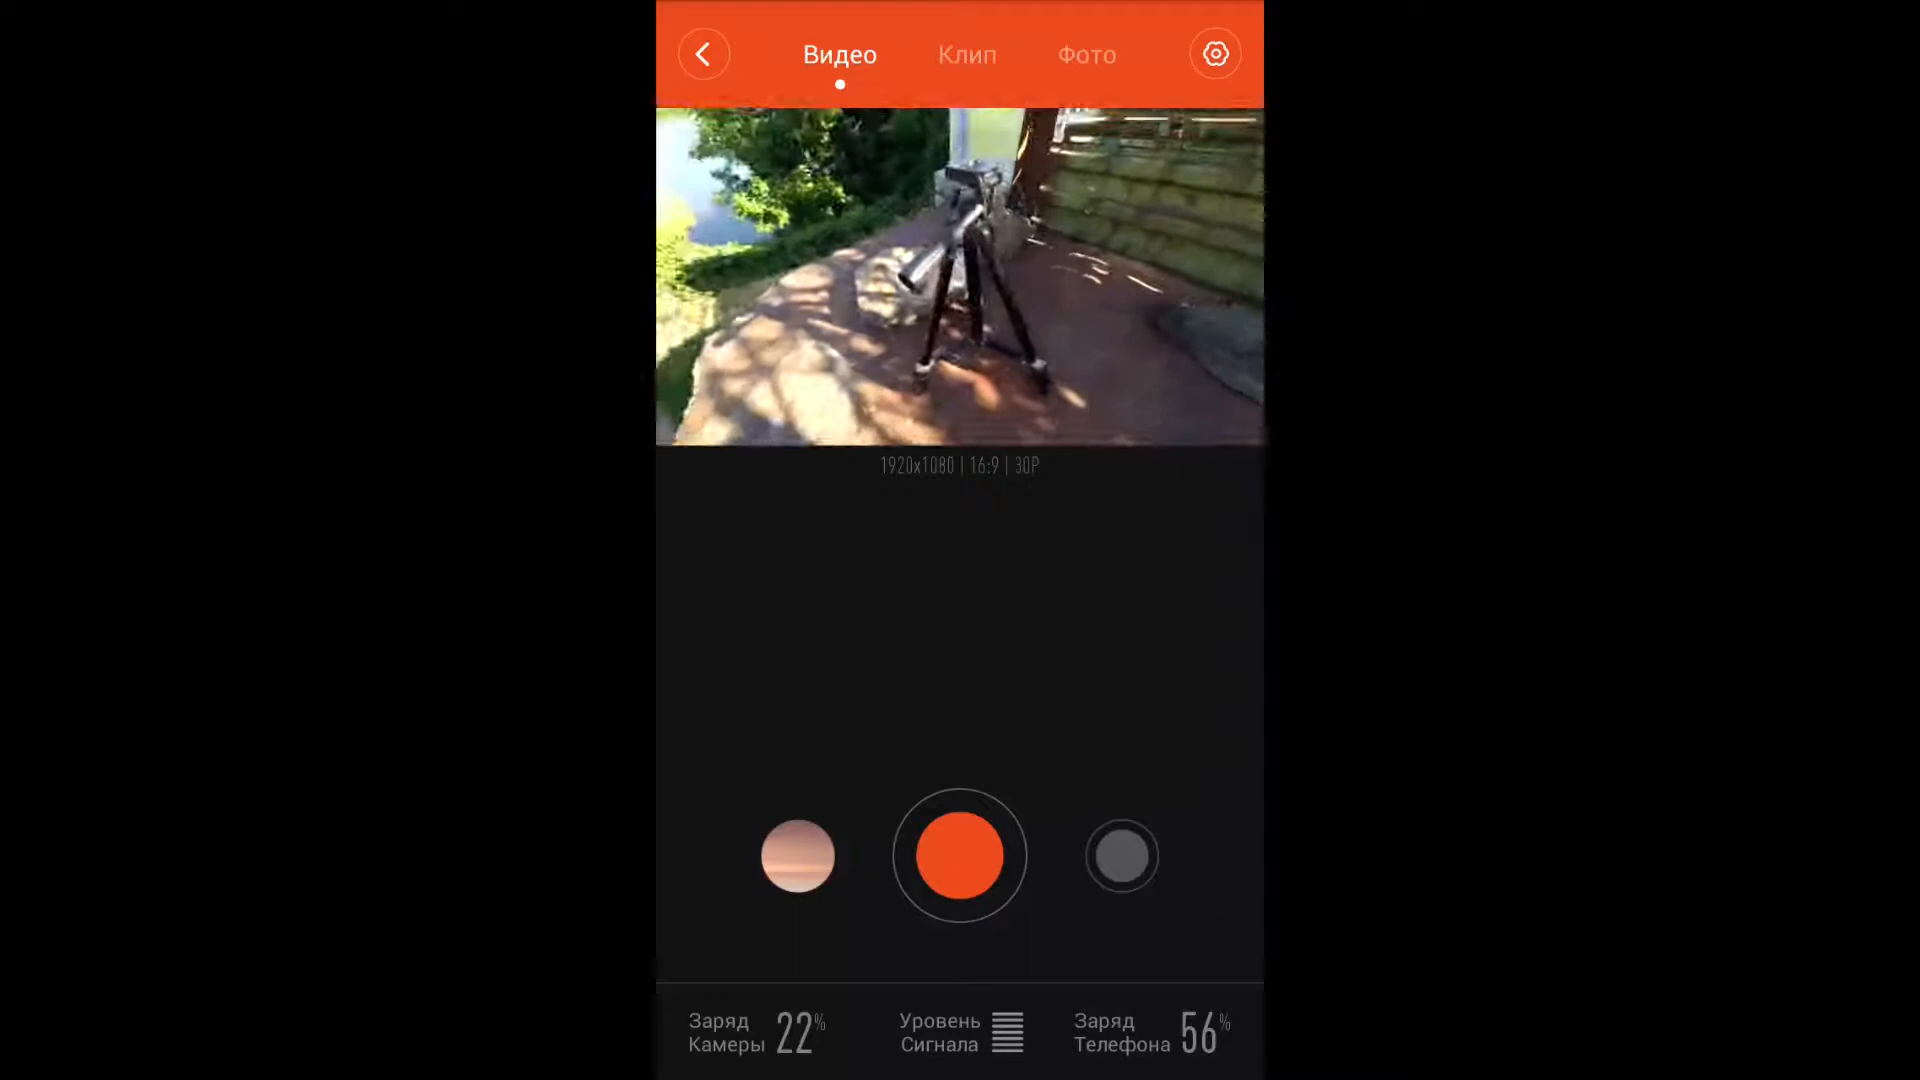 Видео Клип Фото
1920x1080 | 16:9 | 30P
Заряд Камеры 22%
Уровень Сигнала
Заряд Телефона 56%